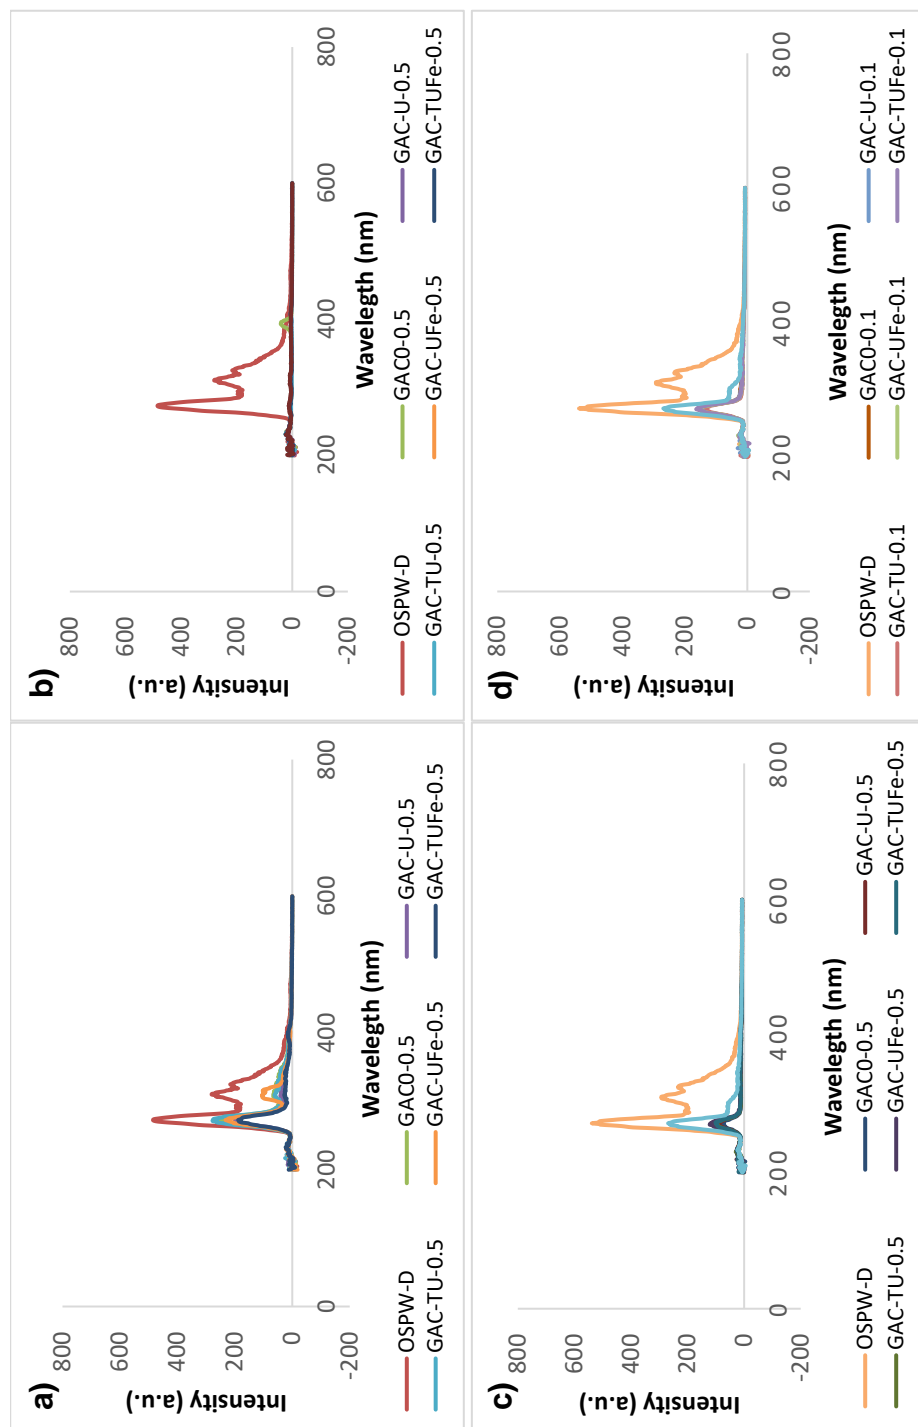 a)
800
600
400
200
0
-200
Intensity (a.u.)
0
200
400
600
800
Wavelegth (nm)
OSPW-D
GAC0-0.5
GAC-U-0.5
GAC-TU-0.5
GAC-UFe-0.5
GAC-TUFe-0.5
b)
800
600
400
200
0
-200
Intensity (a.u.)
0
200
400
600
800
Wavelegth (nm)
OSPW-D
GAC0-0.5
GAC-U-0.5
GAC-TU-0.5
GAC-UFe-0.5
GAC-TUFe-0.5
c)
800
600
400
200
0
-200
Intensity (a.u.)
0
200
400
600
800
Wavelegth (nm)
OSPW-D
GAC0-0.5
GAC-U-0.5
GAC-TU-0.5
GAC-UFe-0.5
GAC-TUFe-0.5
d)
800
600
400
200
0
-200
Intensity (a.u.)
0
200
400
600
800
Wavelegth (nm)
OSPW-D
GAC0-0.1
GAC-U-0.1
GAC-TU-0.1
GAC-UFe-0.1
GAC-TUFe-0.1